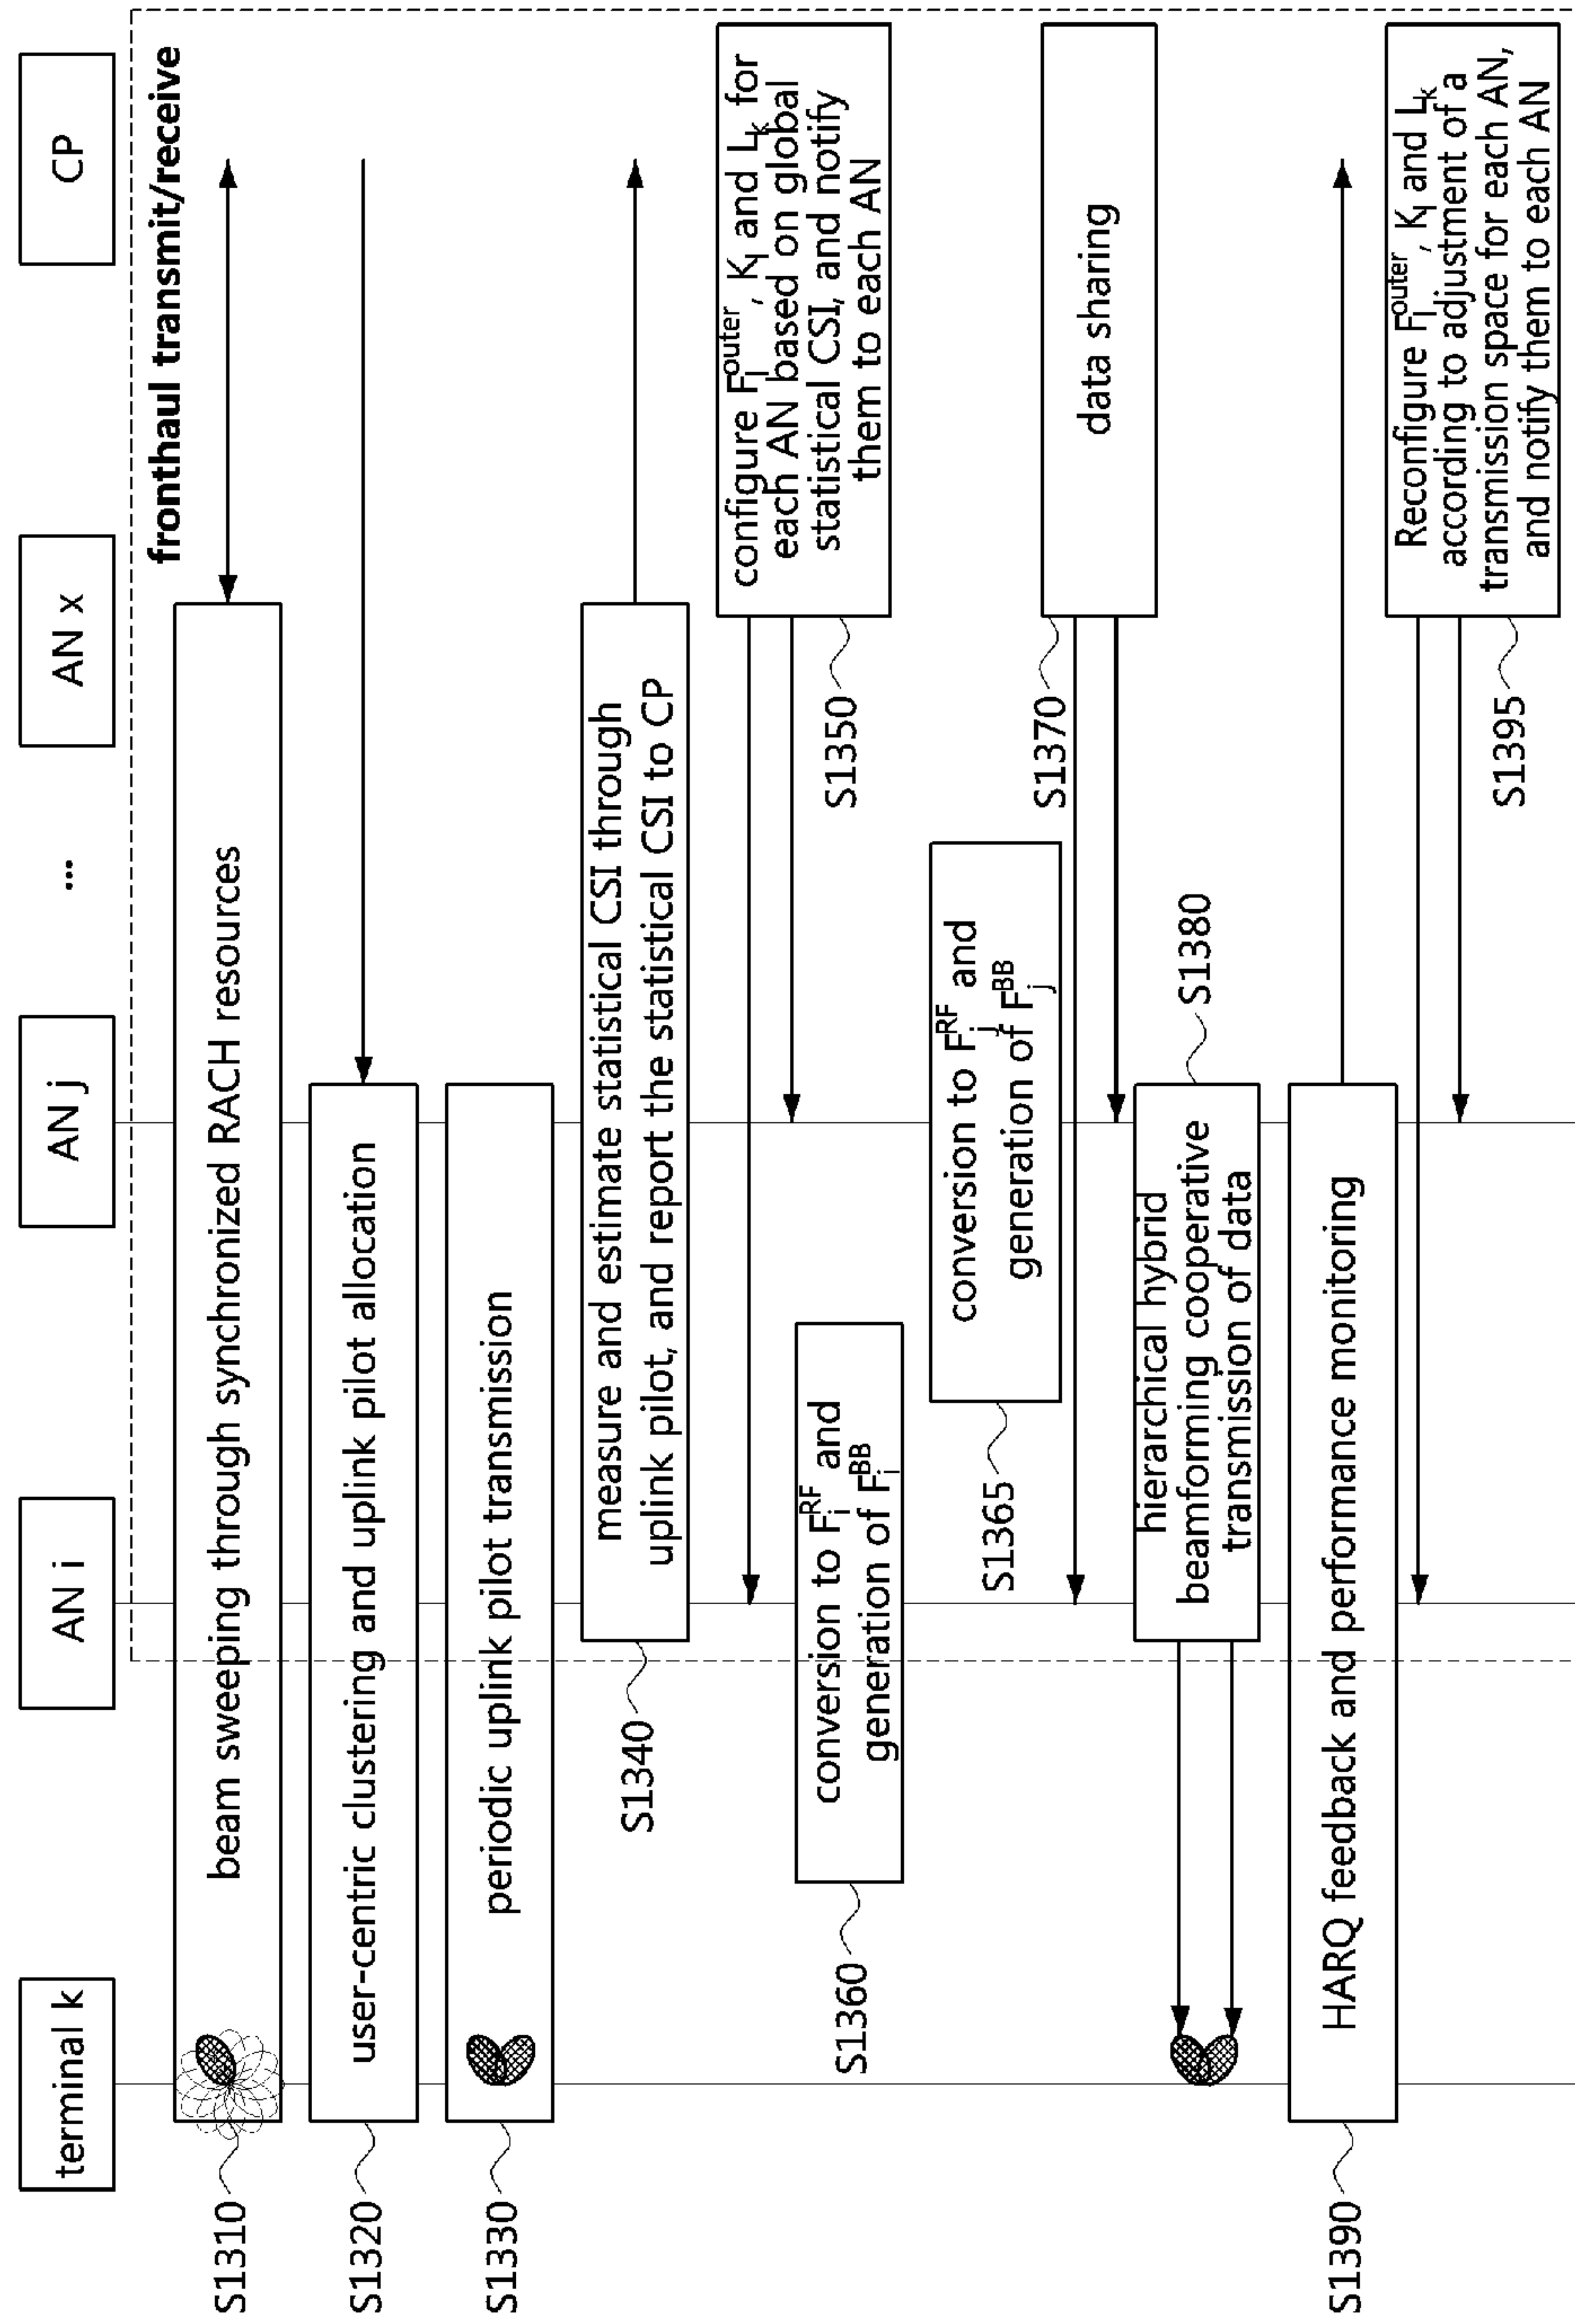 terminal k
AN i
AN j
...
AN x
CP
fronthaul transmit/receive
S1310
beam sweeping through synchronized RACH resources
S1320
user-centric clustering and uplink pilot allocation
S1330
periodic uplink pilot transmission
S1340
measure and estimate statistical CSI through
uplink pilot, and report the statistical CSI to CP
configure F_i^outer, K_i and L_k for
each AN based on global
statistical CSI, and notify
them to each AN
S1350
S1360
conversion to F_i^RF and
generation of F_i^BB
S1365
conversion to F_j^RF and
generation of F_j^BB
S1370
data sharing
S1380
hierarchical hybrid
beamforming cooperative
transmission of data
S1390
HARQ feedback and performance monitoring
Reconfigure F_i^outer, K_i and L_k
according to adjustment of a
transmission space for each AN,
and notify them to each AN
S1395